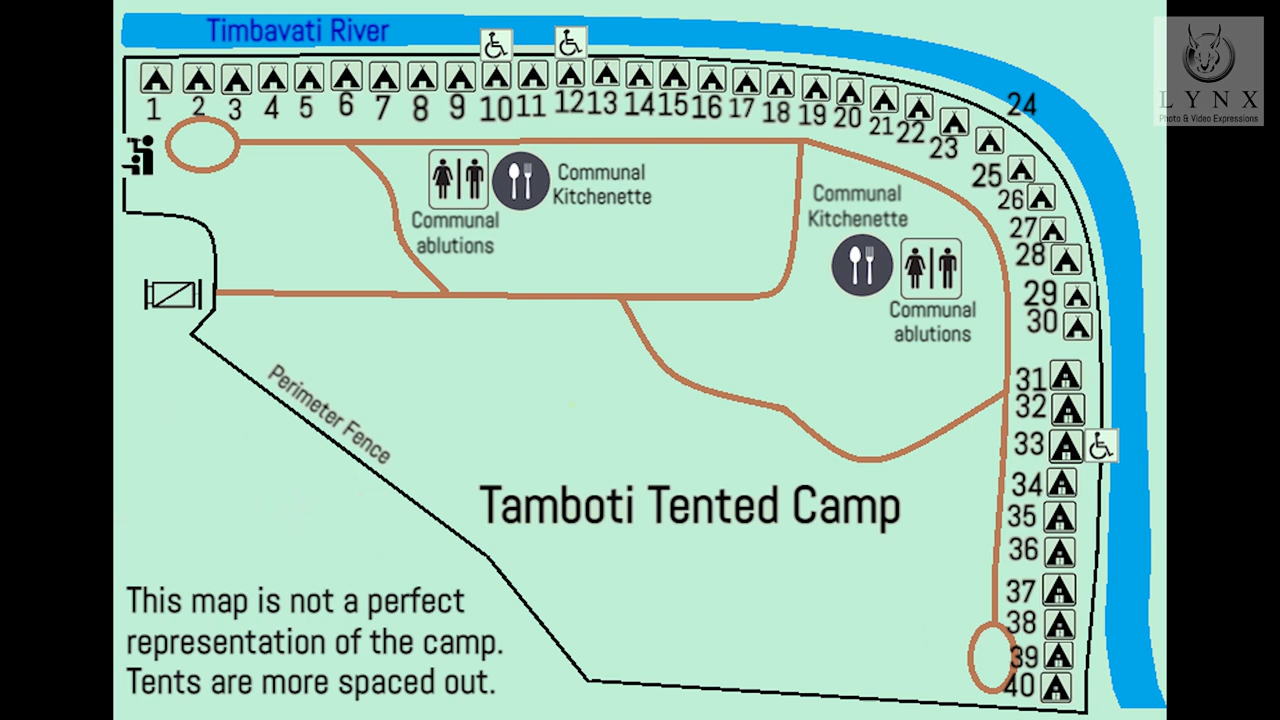 Timbavati River
LYNX
Photo & Video Expressions
1 2 3 4 5 6 7 8 9 10 11 12 13 14 15 16 17 18 19 20 21 22 23 24
25
26
27
28
29
30
31
32
33
34
35
36
37
38
39
40
Communal
Kitchenette
Communal
ablutions
Communal
Kitchenette
Communal
ablutions
Perimeter Fence
Tamboti Tented Camp
This map is not a perfect
representation of the camp.
Tents are more spaced out.